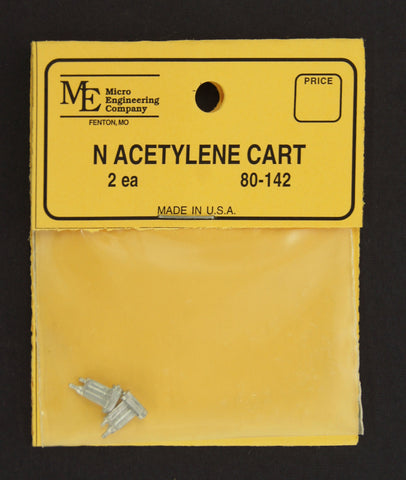 ME Micro
Engineering
Company
FENTON, MO
PRICE
N ACETYLENE CART
2 ea 80-142
MADE IN U.S.A.